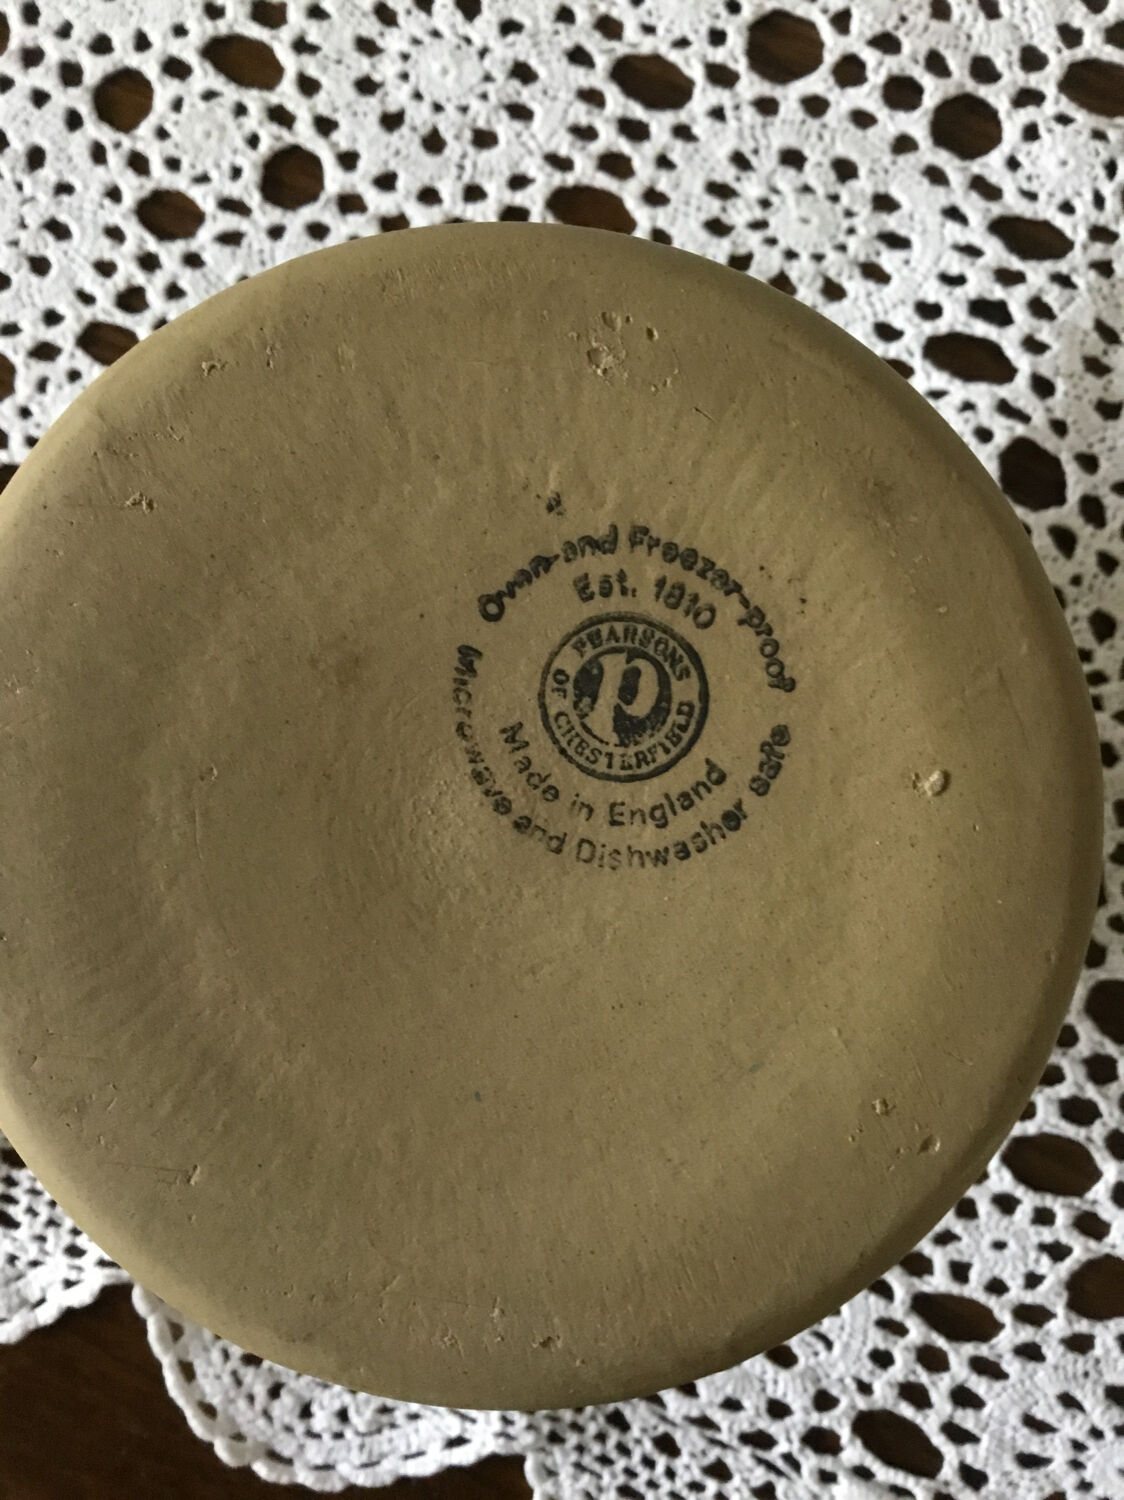 Oven-and Freezer-proof
Est. 1810
PEARSONS
OF CHESTERFIELD
p
Made in England
Microwave and Dishwasher safe